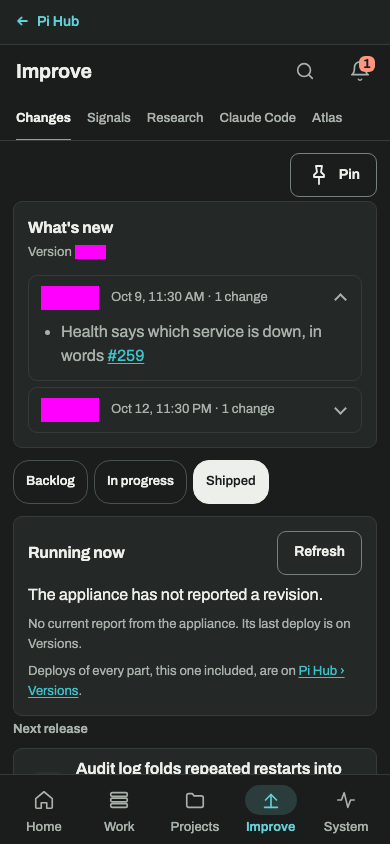 ← Pi Hub
Improve
1
Changes Signals Research Claude Code Atlas
Pin
What's new
Version
Oct 9, 11:30 AM · 1 change
• Health says which service is down, in
words #259
Oct 12, 11:30 PM · 1 change
Backlog In progress Shipped
Running now
Refresh
The appliance has not reported a revision.
No current report from the appliance. Its last deploy is on
Versions.
Deploys of every part, this one included, are on Pi Hub ›
Versions.
Next release
Audit log folds repeated restarts into
Home Work Projects Improve System